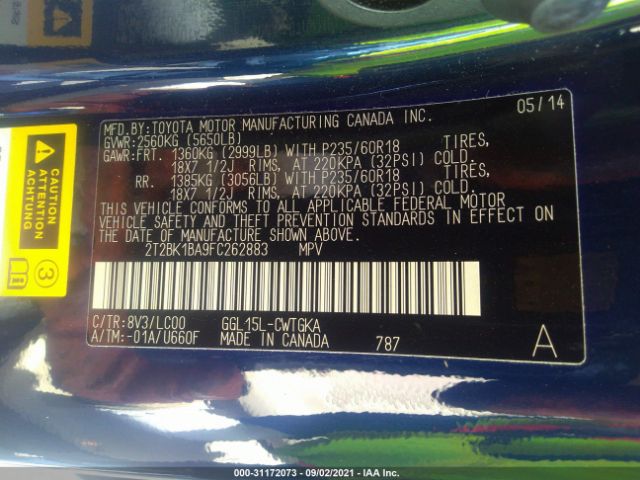 MFD.BY:TOYOTA MOTOR MANUFACTURING CANADA INC. 05/14
GVWR:2560KG (5650LB)
GAWR:FRT. 1360KG (2999LB) WITH P235/60R18 TIRES,
18X7 1/2J RIMS, AT 220KPA (32PSI) COLD.
RR. 1385KG (3056LB) WITH P235/60R18 TIRES,
18X7 1/2J RIMS, AT 220KPA (32PSI) COLD.
THIS VEHICLE CONFORMS TO ALL APPLICABLE FEDERAL MOTOR
VEHICLE SAFETY AND THEFT PREVENTION STANDARDS IN EFFECT ON
THE DATE OF MANUFACTURE SHOWN ABOVE.
2T2BK1BA9FC262883 MPV
C/TR:8V3/LC00 GGL15L-CWTGKA
A/TM:-01A/U660F MADE IN CANADA 787 A
3
000-31172073 - 09/02/2021 - IAA Inc.